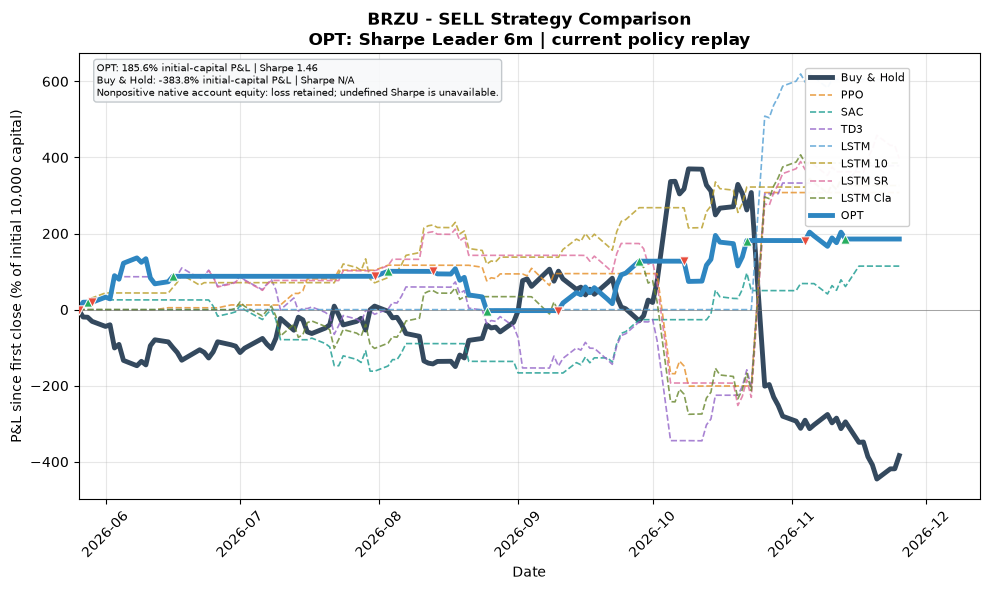 BRZU - SELL Strategy Comparison
OPT: Sharpe Leader 6m | current policy replay
OPT: 185.6% initial-capital P&L | Sharpe 1.46
Buy & Hold: -383.8% initial-capital P&L | Sharpe N/A
Nonpositive native account equity: loss retained; undefined Sharpe is unavailable.
Buy & Hold
PPO
SAC
TD3
LSTM
LSTM 10
LSTM SR
LSTM Cla
OPT
P&L since first close (% of initial 10,000 capital)
600
400
200
0
−200
−400
2026-06
2026-07
2026-08
2026-09
2026-10
2026-11
2026-12
Date